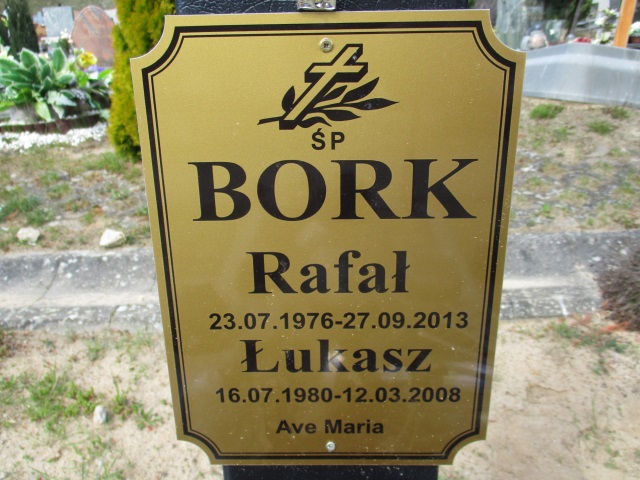 ŚP
BORK
Rafał
23.07.1976-27.09.2013
Łukasz
16.07.1980-12.03.2008
Ave Maria